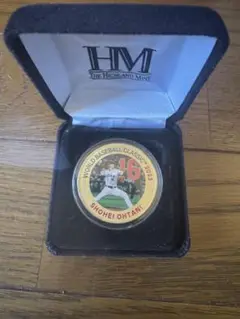 HM
THE HIGHLAND MINT
WORLD BASEBALL CLASSIC 2023
16
SHOHEI OHTANI